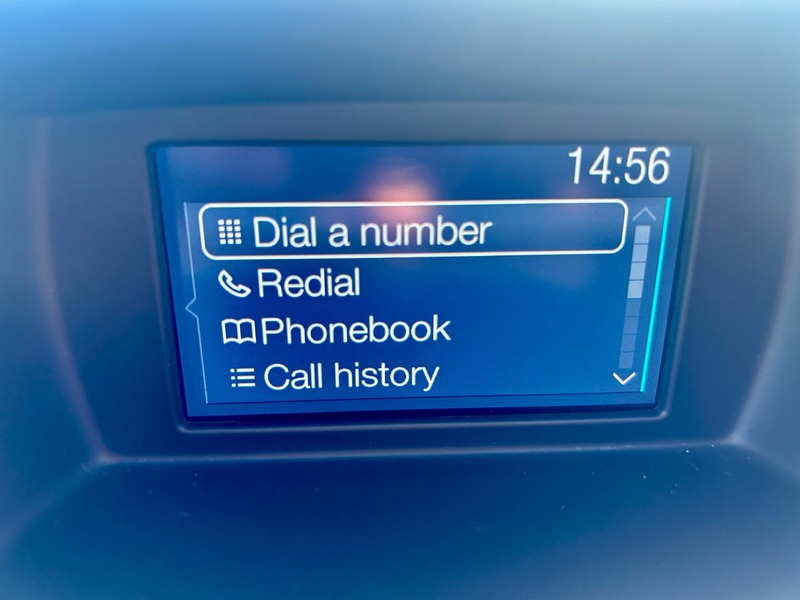 14:56
Dial a number
Redial
Phonebook
Call history